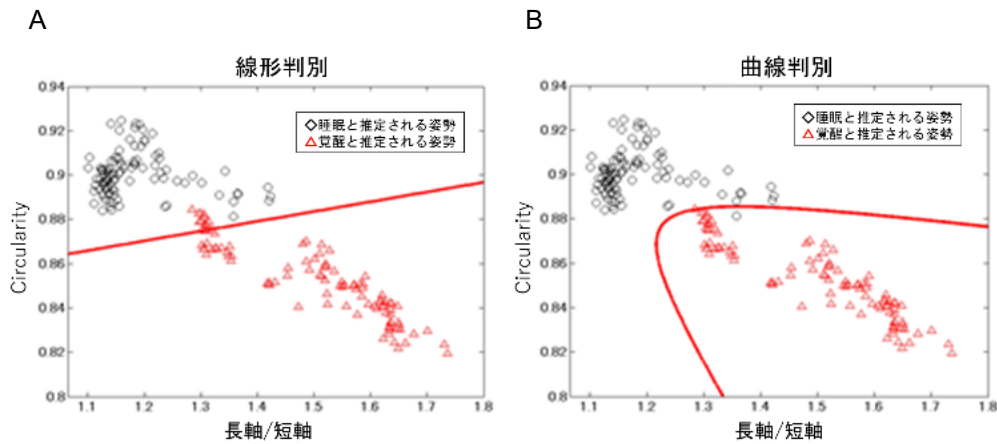 A
線形判別
0.94
0.92
0.9
0.88
0.86
0.84
0.82
0.8
Circularity
◇睡眠と推定される姿勢
△覚醒と推定される姿勢
1.1 1.2 1.3 1.4 1.5 1.6 1.7 1.8
長軸/短軸
B
曲線判別
0.94
0.92
0.9
0.88
0.86
0.84
0.82
0.8
Circularity
◇睡眠と推定される姿勢
△覚醒と推定される姿勢
1.1 1.2 1.3 1.4 1.5 1.6 1.7 1.8
長軸/短軸